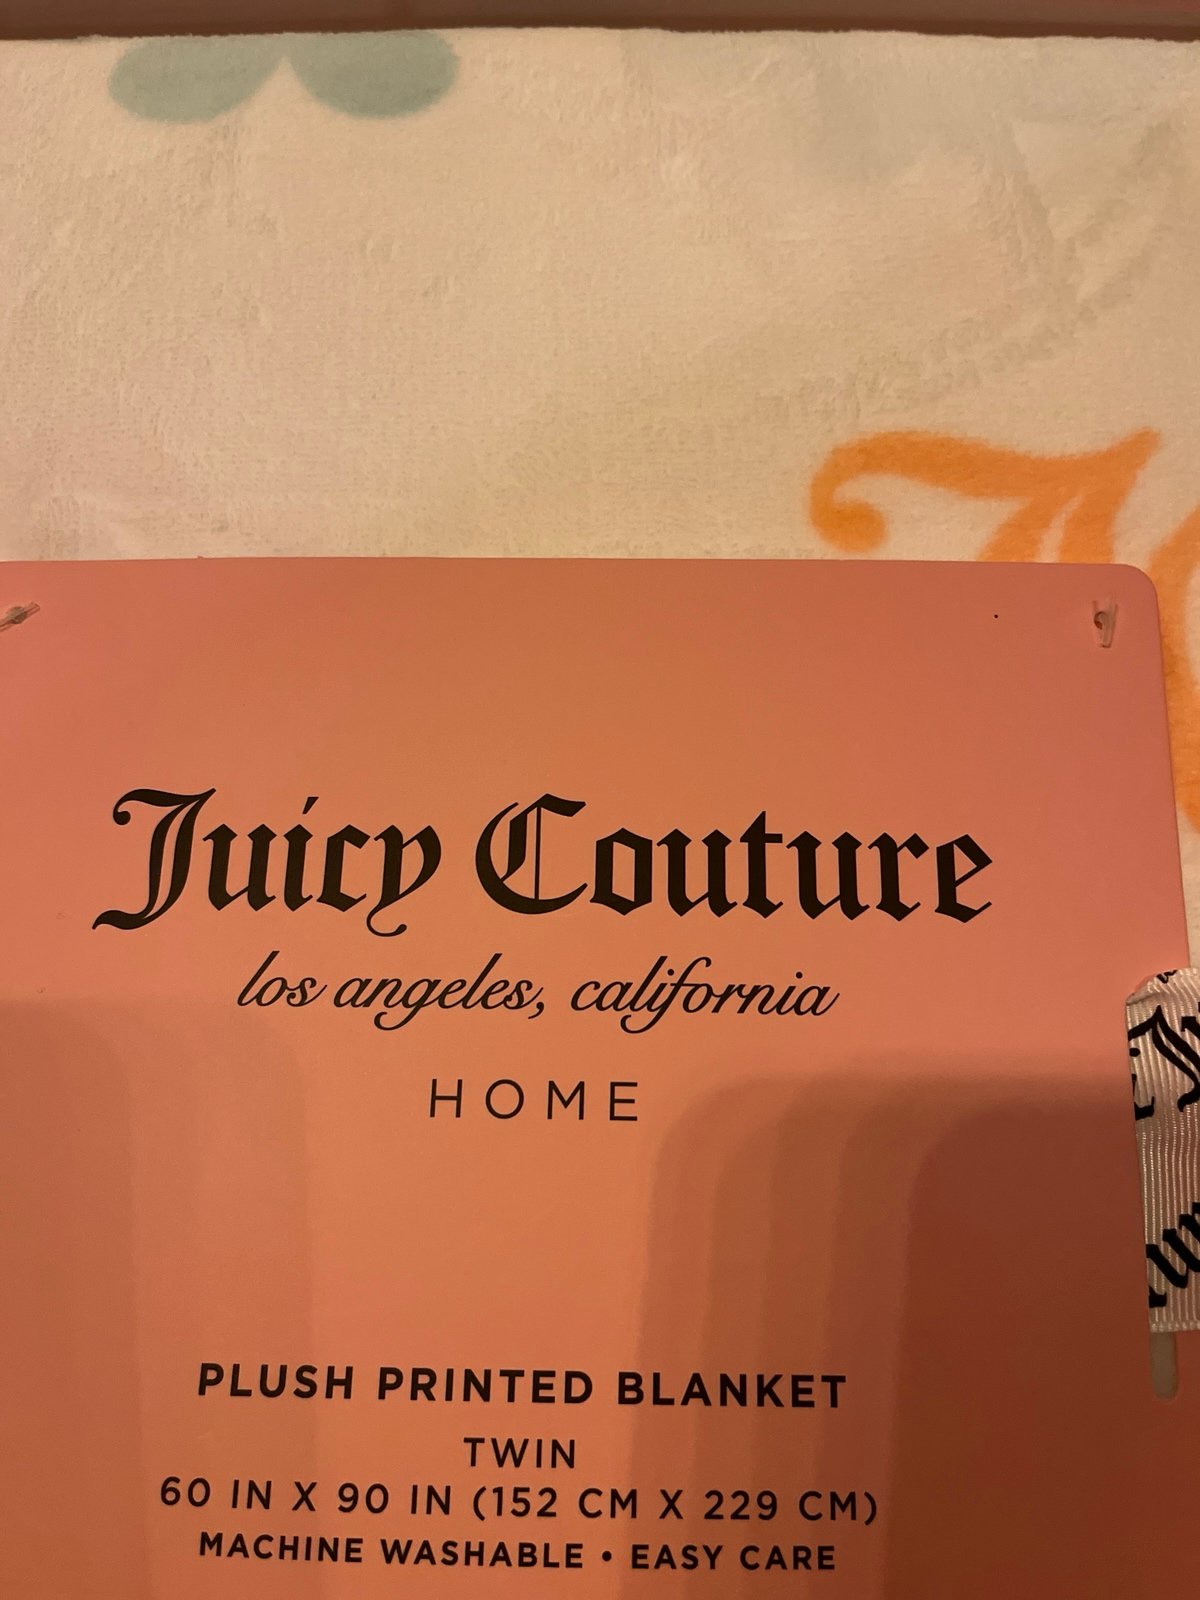 Juicy Couture
los angeles, california
HOME
PLUSH PRINTED BLANKET
TWIN
60 IN X 90 IN (152 CM X 229 CM)
MACHINE WASHABLE • EASY CARE